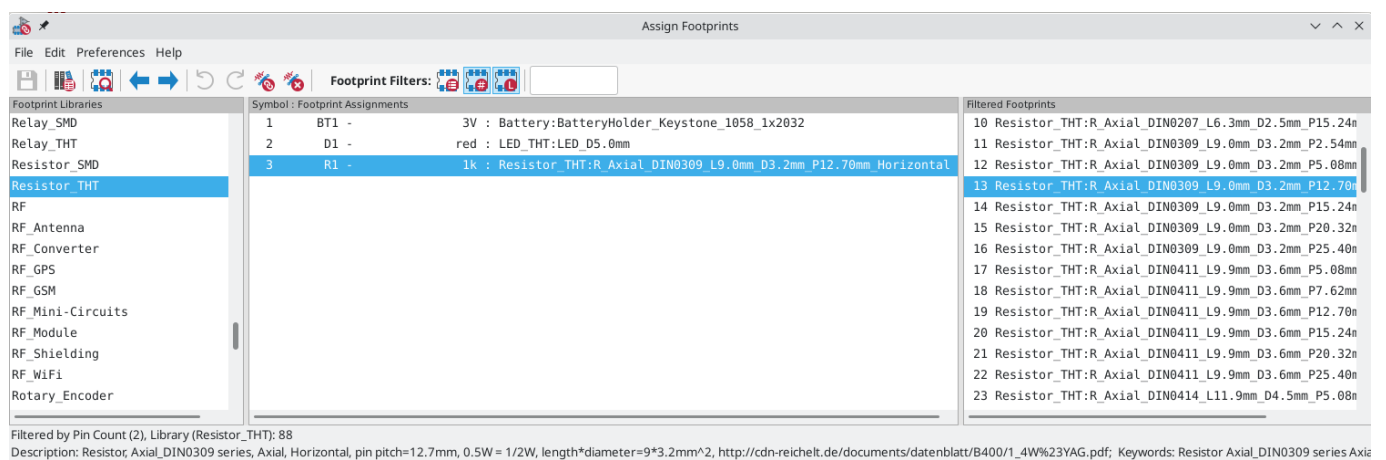 Assign Footprints
File Edit Preferences Help
Footprint Filters:
Footprint Libraries
Relay_SMD
Relay_THT
Resistor_SMD
Resistor_THT
RF
RF_Antenna
RF_Converter
RF_GPS
RF_GSM
RF_Mini-Circuits
RF_Module
RF_Shielding
RF_WiFi
Rotary_Encoder
Symbol : Footprint Assignments
1 BT1 - 3V : Battery:BatteryHolder_Keystone_1058_1x2032
2 D1 - red : LED_THT:LED_D5.0mm
3 R1 - 1k : Resistor_THT:R_Axial_DIN0309_L9.0mm_D3.2mm_P12.70mm_Horizontal
Filtered Footprints
10 Resistor_THT:R_Axial_DIN0207_L6.3mm_D2.5mm_P15.24m
11 Resistor_THT:R_Axial_DIN0309_L9.0mm_D3.2mm_P2.54mm
12 Resistor_THT:R_Axial_DIN0309_L9.0mm_D3.2mm_P5.08mm
13 Resistor_THT:R_Axial_DIN0309_L9.0mm_D3.2mm_P12.70m
14 Resistor_THT:R_Axial_DIN0309_L9.0mm_D3.2mm_P15.24m
15 Resistor_THT:R_Axial_DIN0309_L9.0mm_D3.2mm_P20.32m
16 Resistor_THT:R_Axial_DIN0309_L9.0mm_D3.2mm_P25.40m
17 Resistor_THT:R_Axial_DIN0411_L9.9mm_D3.6mm_P5.08mm
18 Resistor_THT:R_Axial_DIN0411_L9.9mm_D3.6mm_P7.62mm
19 Resistor_THT:R_Axial_DIN0411_L9.9mm_D3.6mm_P12.70m
20 Resistor_THT:R_Axial_DIN0411_L9.9mm_D3.6mm_P15.24m
21 Resistor_THT:R_Axial_DIN0411_L9.9mm_D3.6mm_P20.32m
22 Resistor_THT:R_Axial_DIN0411_L9.9mm_D3.6mm_P25.40m
23 Resistor_THT:R_Axial_DIN0414_L11.9mm_D4.5mm_P5.08m
Filtered by Pin Count (2), Library (Resistor_THT): 88
Description: Resistor, Axial_DIN0309 series, Axial, Horizontal, pin pitch=12.7mm, 0.5W = 1/2W, length*diameter=9*3.2mm^2, http://cdn-reichelt.de/documents/datenblatt/B400/1_4W%23YAG.pdf; Keywords: Resistor Axial_DIN0309 series Axia